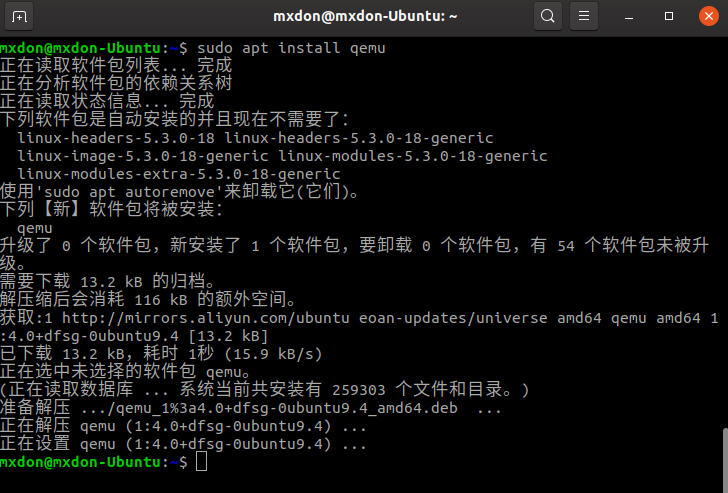 mxdon@mxdon-Ubuntu: ~
mxdon@mxdon-Ubuntu:~$ sudo apt install qemu
正在读取软件包列表... 完成
正在分析软件包的依赖关系树
正在读取状态信息... 完成
下列软件包是自动安装的并且现在不需要了：
  linux-headers-5.3.0-18 linux-headers-5.3.0-18-generic
  linux-image-5.3.0-18-generic linux-modules-5.3.0-18-generic
  linux-modules-extra-5.3.0-18-generic
使用'sudo apt autoremove'来卸载它(它们)。
下列【新】软件包将被安装：
  qemu
升级了 0 个软件包，新安装了 1 个软件包，要卸载 0 个软件包，有 54 个软件包未被升
级。
需要下载 13.2 kB 的归档。
解压缩后会消耗 116 kB 的额外空间。
获取:1 http://mirrors.aliyun.com/ubuntu eoan-updates/universe amd64 qemu amd64 1
:4.0+dfsg-0ubuntu9.4 [13.2 kB]
已下载 13.2 kB，耗时 1秒 (15.9 kB/s)
正在选中未选择的软件包 qemu。
(正在读取数据库 ... 系统当前共安装有 259303 个文件和目录。)
准备解压 .../qemu_1%3a4.0+dfsg-0ubuntu9.4_amd64.deb  ...
正在解压 qemu (1:4.0+dfsg-0ubuntu9.4) ...
正在设置 qemu (1:4.0+dfsg-0ubuntu9.4) ...
mxdon@mxdon-Ubuntu:~$